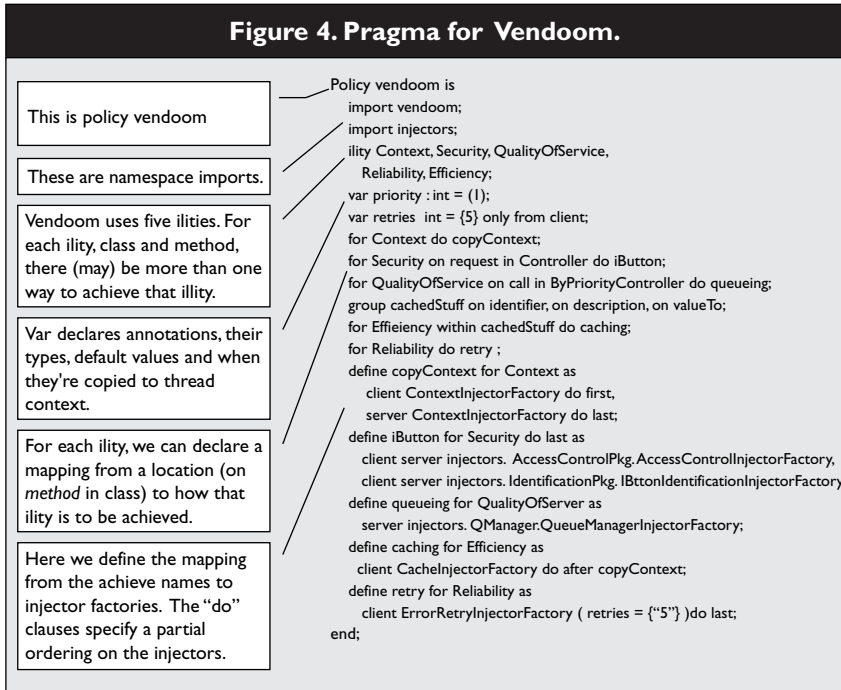 Figure 4. Pragma for Vendoom.
This is policy vendoom
These are namespace imports.
Vendoom uses five ilities. For
each ility, class and method,
there (may) be more than one
way to achieve that illity.
Var declares annotations, their
types, default values and when
they're copied to thread
context.
For each ility, we can declare a
mapping from a location (on
method in class) to how that
ility is to be achieved.
Here we define the mapping
from the achieve names to
injector factories. The “do”
clauses specify a partial
ordering on the injectors.
Policy vendoom is
import vendoom;
import injectors;
ility Context, Security, QualityOfService,
Reliability, Efficiency;
var priority : int = (1);
var retries int = {5} only from client;
for Context do copyContext;
for Security on request in Controller do iButton;
for QualityOfService on call in ByPriorityController do queueing;
group cachedStuff on identifier, on description, on valueTo;
for Effieiency within cachedStuff do caching;
for Reliability do retry ;
define copyContext for Context as
client ContextInjectorFactory do first,
server ContextInjectorFactory do last;
define iButton for Security do last as
client server injectors. AccessControlPkg. AccessControlInjectorFactory,
client server injectors. IdentificationPkg. IBttonIdentificationInjectorFactory
define queueing for QualityOfServer as
server injectors. QManager.QueueManagerInjectorFactory;
define caching for Efficiency as
client CacheInjectorFactory do after copyContext;
define retry for Reliability as
client ErrorRetryInjectorFactory ( retries = {“5”} )do last;
end;